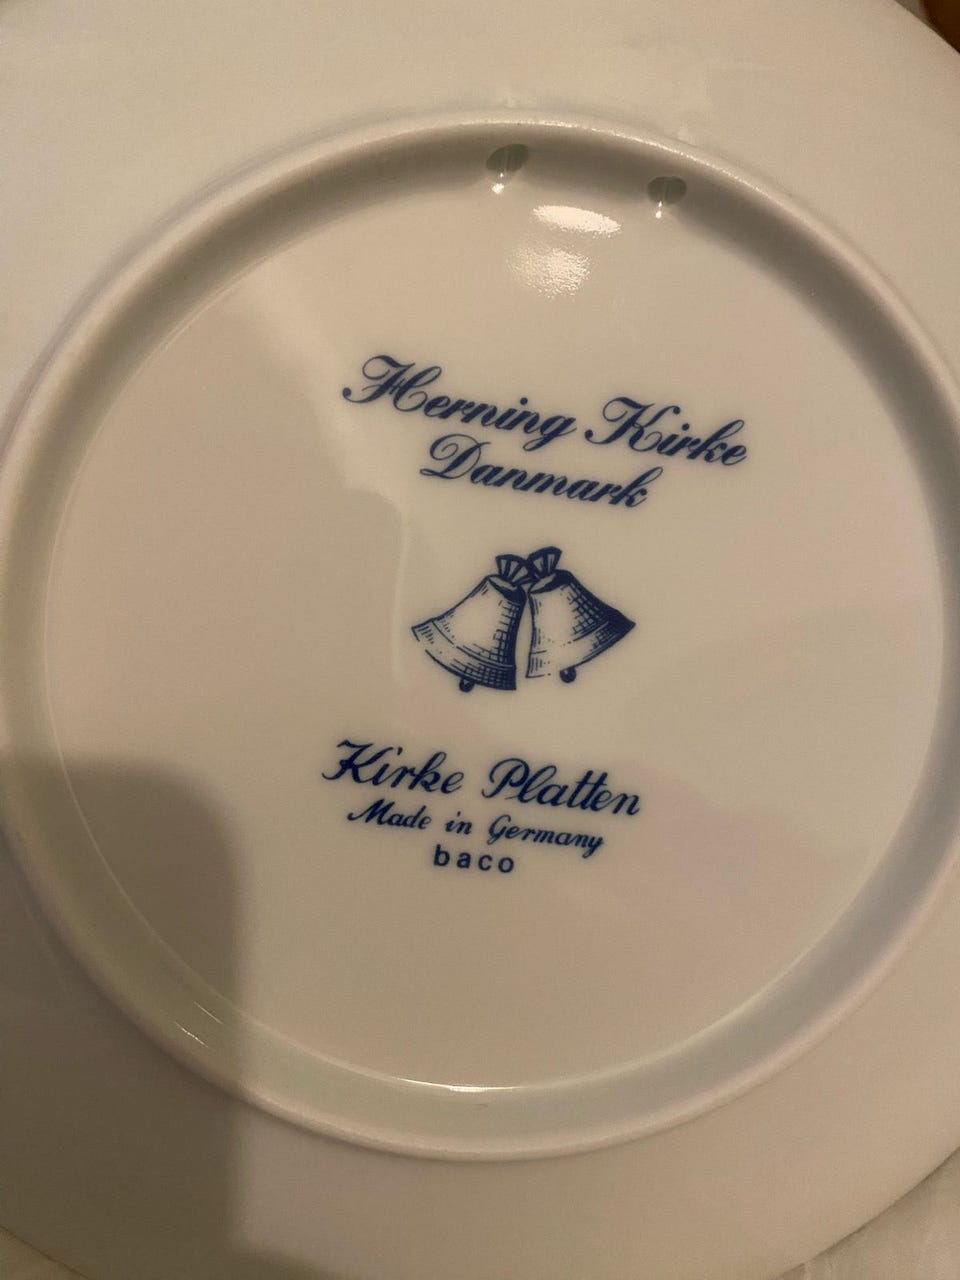 Herning Kirke
Danmark
Kirke Platten
Made in Germany
baco